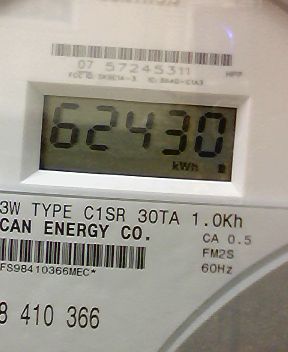 07 57245311 HPP
62430
kWh
3W TYPE C1SR 30TA 1.0Kh
CAN ENERGY CO. CA 0.5
FM2S
FS98410366MEC* 60Hz
8 410 366